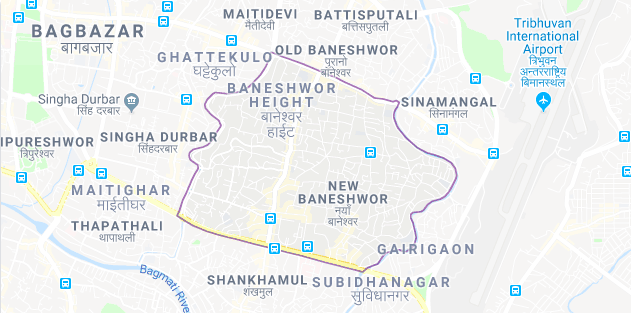 MAITIDEVI
मैतीदेवी
BATTISPUTALI
बत्तिसपुतली
BAGBAZAR
बागबजार
Tribhuvan
International
Airport
त्रिभुवन
अन्तर्राष्ट्रिय
बिमानस्थल
GHATTEKULO
घट्टेकुलो
OLD BANESHWOR
पुरानो
बानेश्वर
BANESHWOR
HEIGHT
बानेश्वर
हाईट
Singha Durbar
सिंह दरबार
SINAMANGAL
सिनामंगल
IPURESHWOR
त्रिपुरेश्वर
SINGHA DURBAR
सिंहदरबार
MAITIGHAR
माईतीघर
NEW
BANESHWOR
नयाँ
बानेश्वर
THAPATHALI
थापाथली
GAIRIGAON
Bagmati Rive
SHANKHAMUL
शंखमुल
SUBIDHANAGAR
सुविधानगर